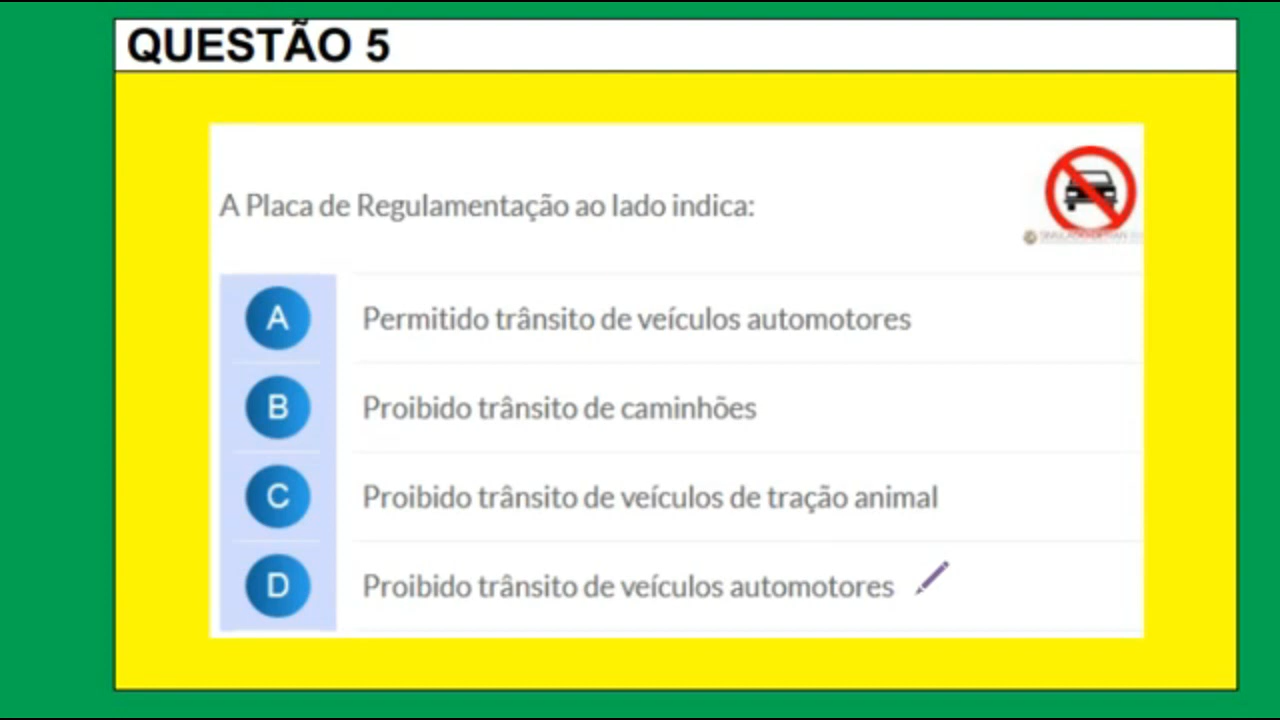 QUESTÃO 5
A Placa de Regulamentação ao lado indica:
A Permitido trânsito de veículos automotores
B Proibido trânsito de caminhões
C Proibido trânsito de veículos de tração animal
D Proibido trânsito de veículos automotores